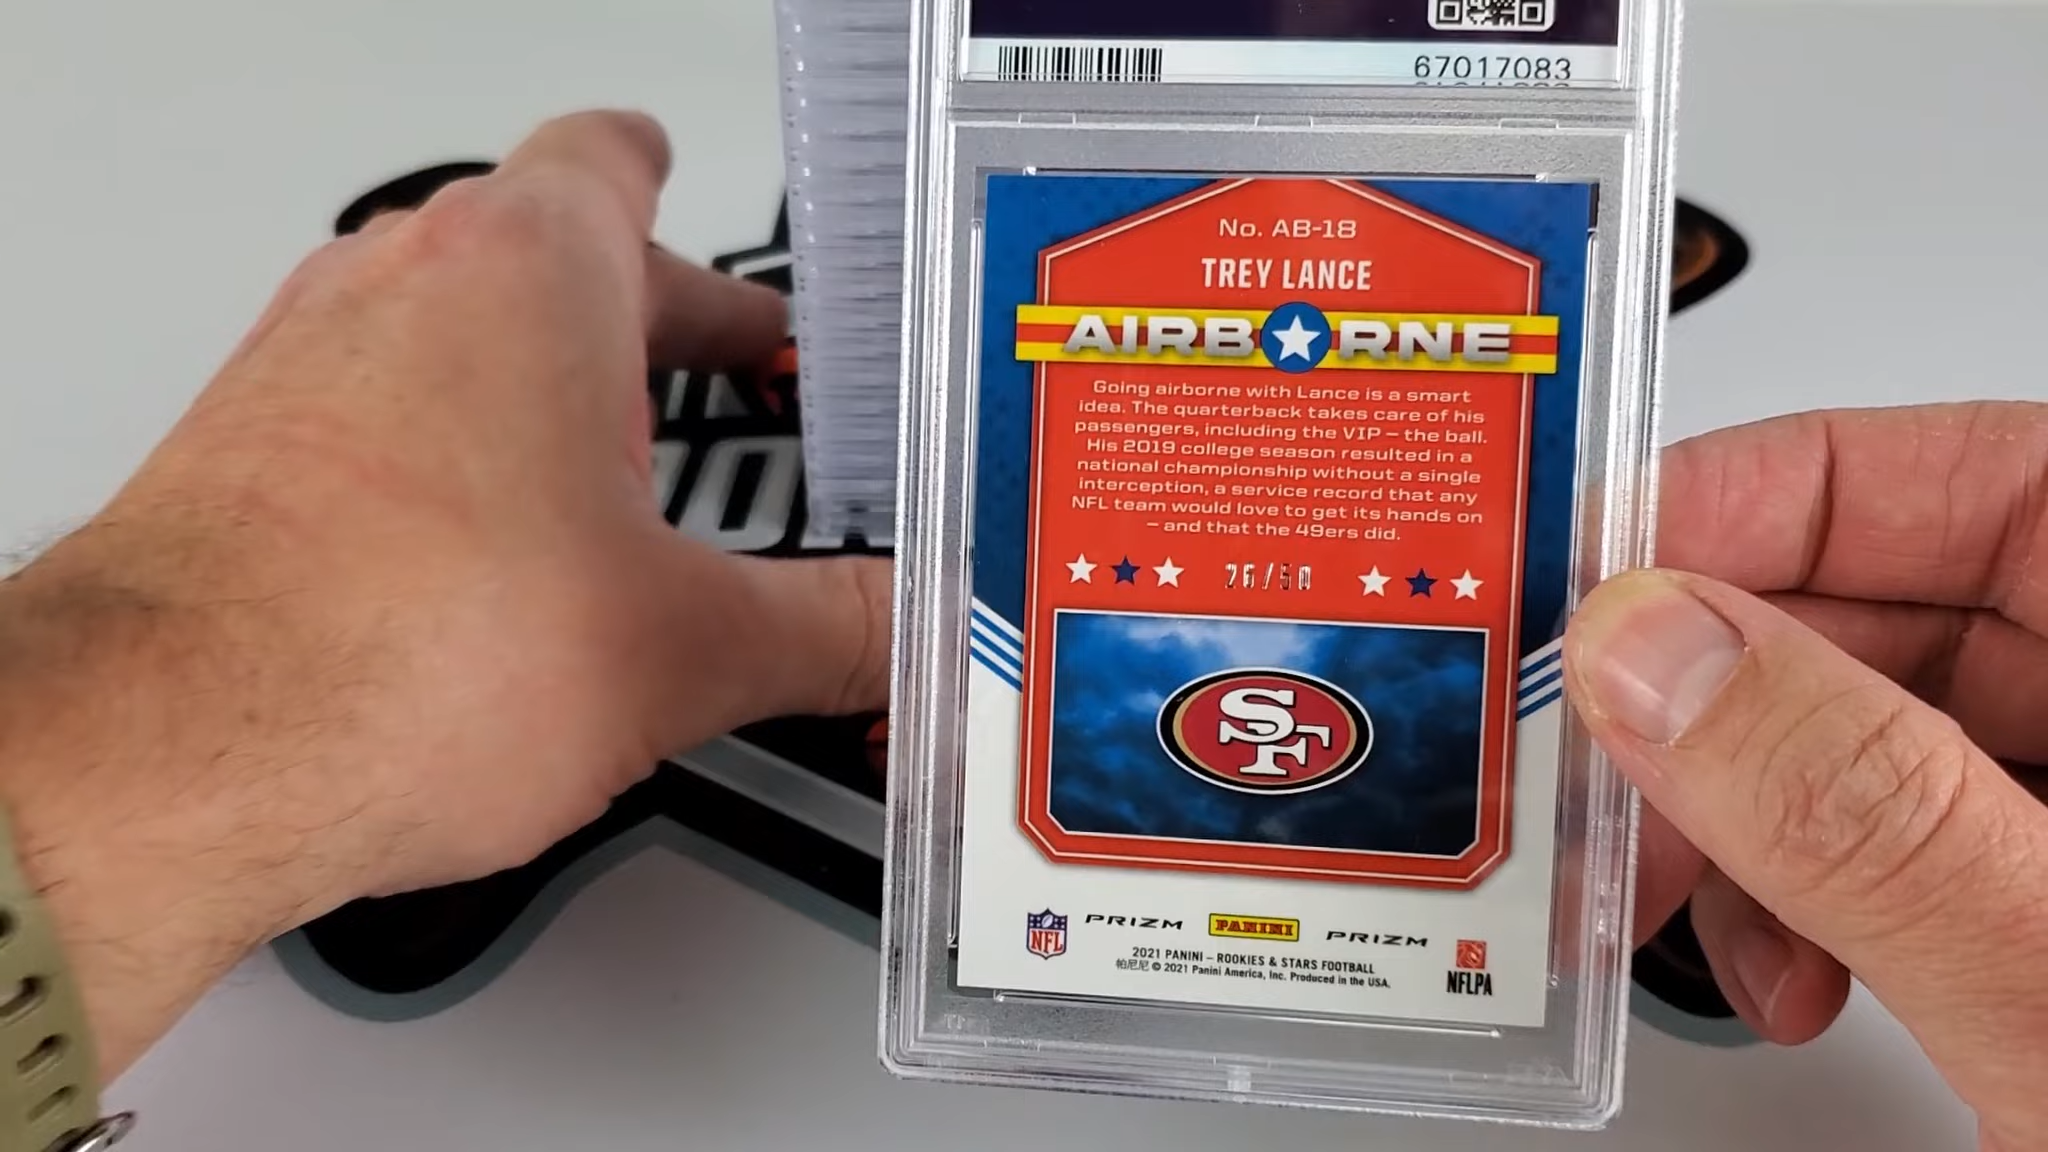 67017083
No. AB-18
TREY LANCE
AIRBORNE
Going airborne with Lance is a smart
idea. The quarterback takes care of his
passengers, including the VIP – the ball.
His 2019 college season resulted in a
national championship without a single
interception, a service record that any
NFL team would love to get its hands on
– and that the 49ers did.
26/50
SF
NFL PRIZM PANINI PRIZM
NFLPA
2021 PANINI – ROOKIES & STARS FOOTBALL
帕尼尼 © 2021 Panini America, Inc. Produced in the USA.